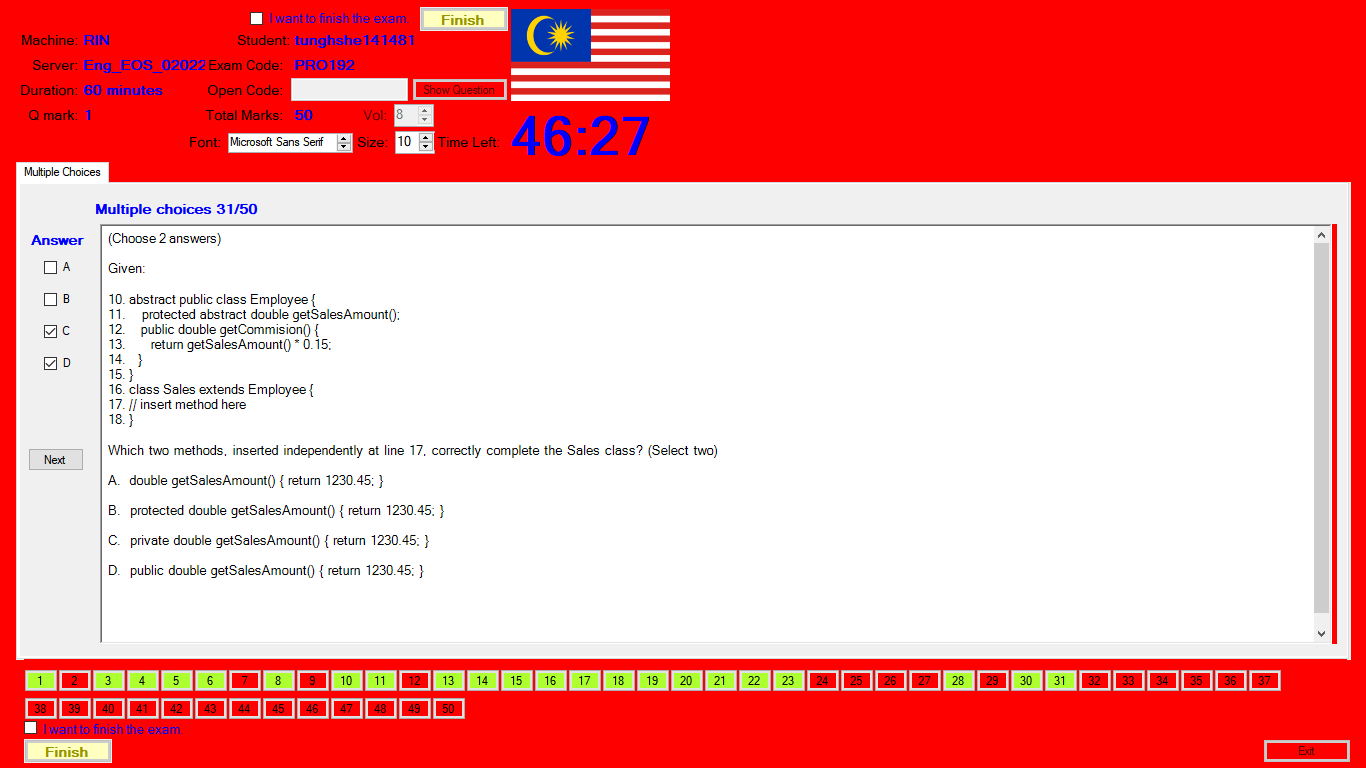 I want to finish the exam.
Finish
Machine: RIN
Student: tunghshe141481
Server: Eng_EOS_02022
Exam Code: PRO192
Duration: 60 minutes
Open Code:
Show Question
Q mark: 1
Total Marks: 50
Vol: 8
Font: Microsoft Sans Serif
Size: 10
Time Left: 46:27
Multiple Choices
Multiple choices 31/50
Answer
A
B
C
D
Next
(Choose 2 answers)
Given:
10. abstract public class Employee {
11. protected abstract double getSalesAmount();
12. public double getCommision() {
13. return getSalesAmount() * 0.15;
14. }
15. }
16. class Sales extends Employee {
17. // insert method here
18. }
Which two methods, inserted independently at line 17, correctly complete the Sales class? (Select two)
A. double getSalesAmount() { return 1230.45; }
B. protected double getSalesAmount() { return 1230.45; }
C. private double getSalesAmount() { return 1230.45; }
D. public double getSalesAmount() { return 1230.45; }
1 2 3 4 5 6 7 8 9 10 11 12 13 14 15 16 17 18 19 20 21 22 23 24 25 26 27 28 29 30 31 32 33 34 35 36 37
38 39 40 41 42 43 44 45 46 47 48 49 50
I want to finish the exam.
Finish
Exit